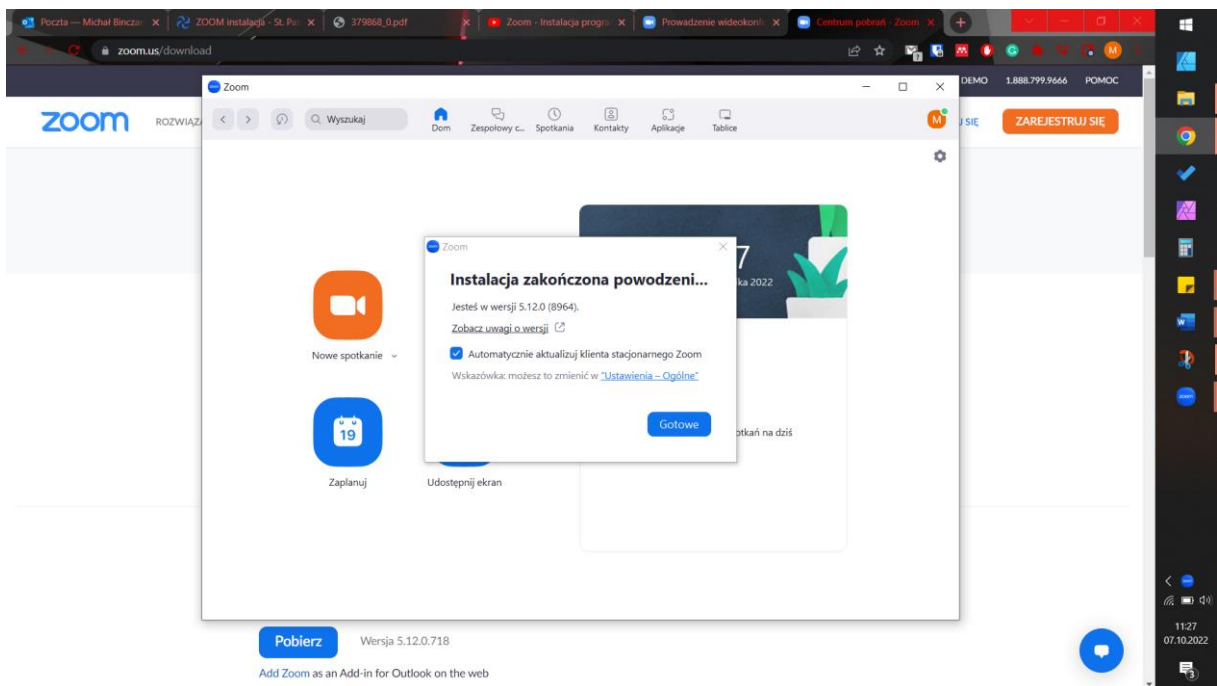 Poczta — Michał Binczar
ZOOM instalacja - St. Pat
379868_0.pdf
Zoom - Instalacja progra
Prowadzenie wideokonfe
Centrum pobrań - Zoom
zoom.us/download
DEMO 1.888.799.9666 POMOC
zoom ROZWIĄZA
J SIĘ ZAREJESTRUJ SIĘ
Zoom
Wyszukaj
Dom Zespołowy c... Spotkania Kontakty Aplikacje Tablice
M
7
ka 2022
Zoom
Instalacja zakończona powodzeni...
Jesteś w wersji 5.12.0 (8964).
Zobacz uwagi o wersji
Automatycznie aktualizuj klienta stacjonarnego Zoom
Wskazówka: możesz to zmienić w "Ustawienia – Ogólne"
Gotowe
Nowe spotkanie
19
Zaplanuj
Udostępnij ekran
otkań na dziś
Pobierz Wersja 5.12.0.718
Add Zoom as an Add-in for Outlook on the web
11:27
07.10.2022